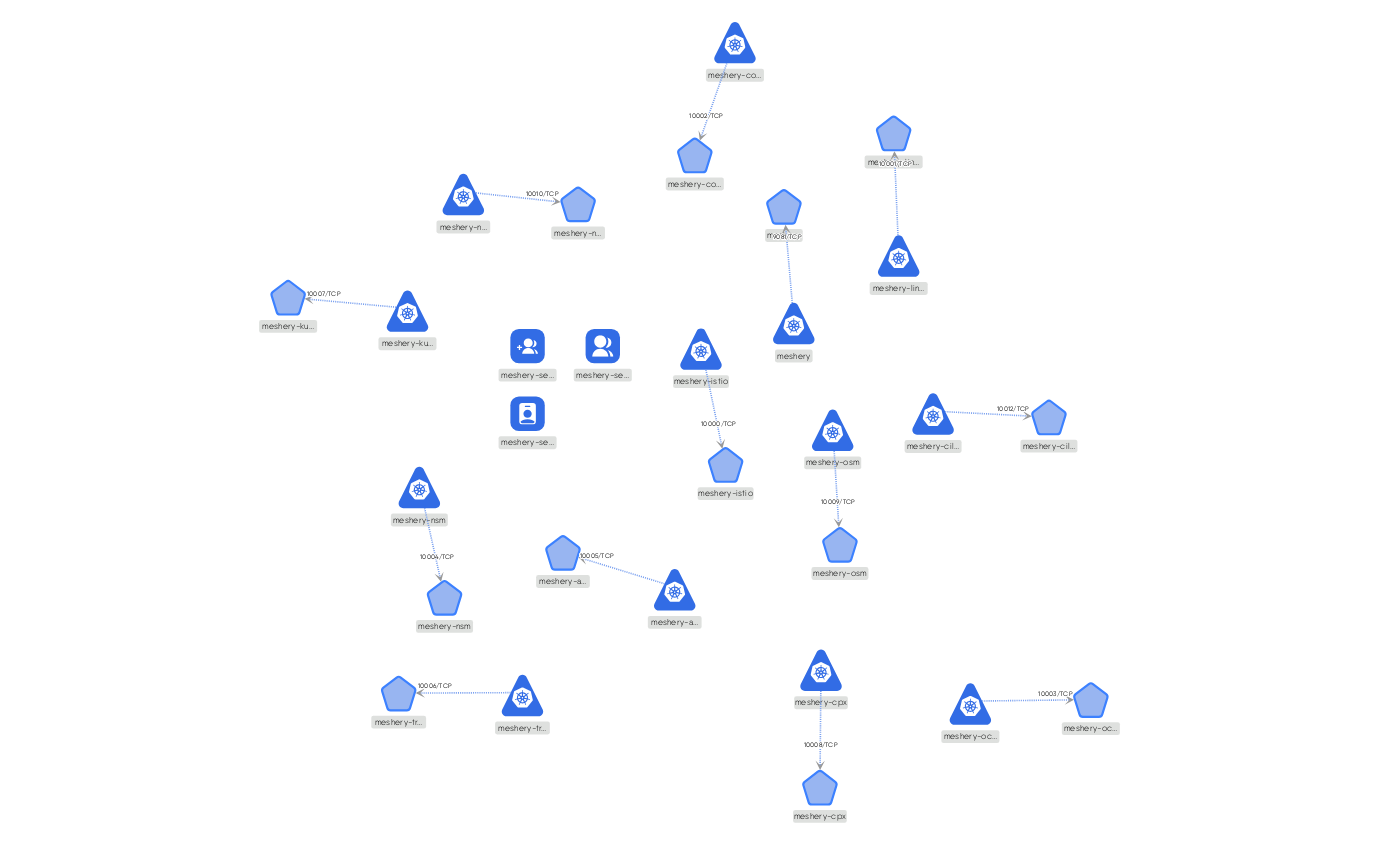 meshery-co...
10002/TCP
meshery-co...
10001/TCP
meshery-n...
10010/TCP
meshery-n...
meshery-lin...
10007/TCP
meshery-ku...
meshery-ku...
9081/TCP
meshery
meshery-se...
meshery-se...
meshery-se...
meshery-istio
10000/TCP
meshery-istio
meshery-osm
10009/TCP
meshery-osm
meshery-cil...
10012/TCP
meshery-cil...
meshery-nsm
10004/TCP
meshery-nsm
10005/TCP
meshery-a...
meshery-a...
10006/TCP
meshery-tr...
meshery-tr...
meshery-cpx
10008/TCP
meshery-cpx
meshery-oc...
10003/TCP
meshery-oc...